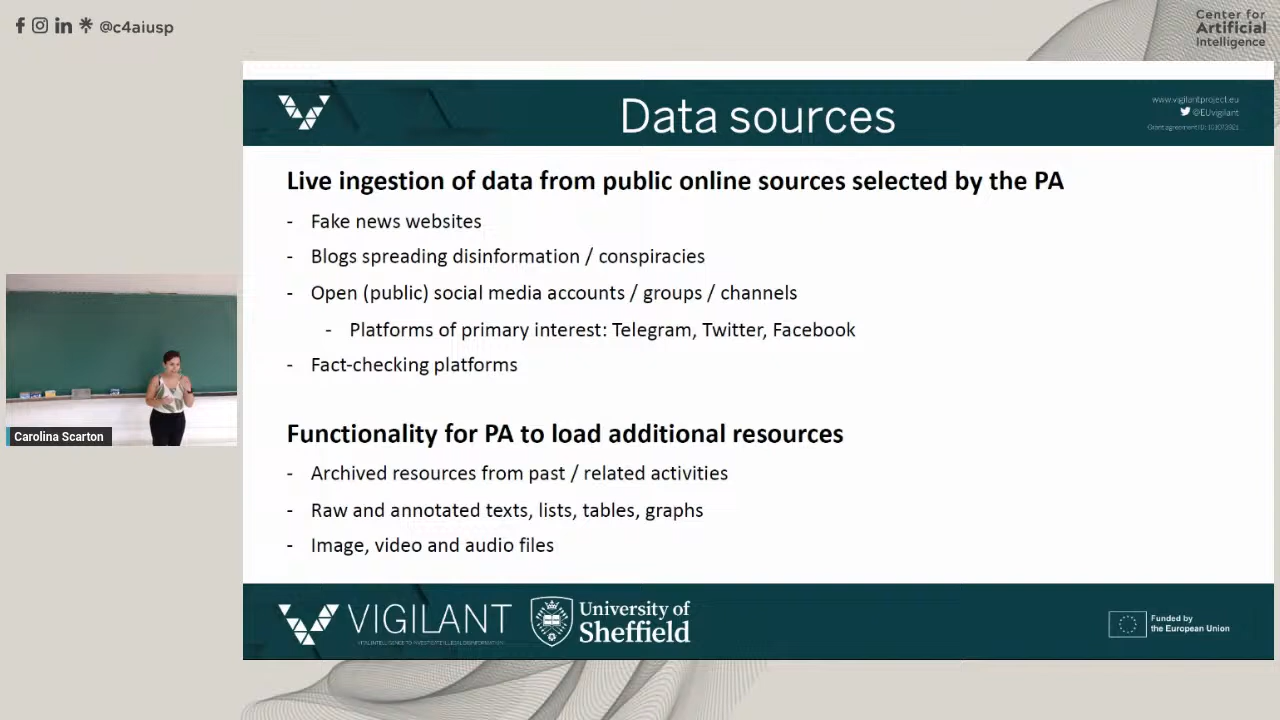 @c4aiusp
Center for
Artificial
Intelligence
Data sources
www.vigilantproject.eu
@EUvigilant
Grant agreement ID:
Live ingestion of data from public online sources selected by the PA
- Fake news websites
- Blogs spreading disinformation / conspiracies
- Open (public) social media accounts / groups / channels
- Platforms of primary interest: Telegram, Twitter, Facebook
- Fact-checking platforms
Functionality for PA to load additional resources
- Archived resources from past / related activities
- Raw and annotated texts, lists, tables, graphs
- Image, video and audio files
Carolina Scarton
VIGILANT
University of
Sheffield
Funded by
the European Union